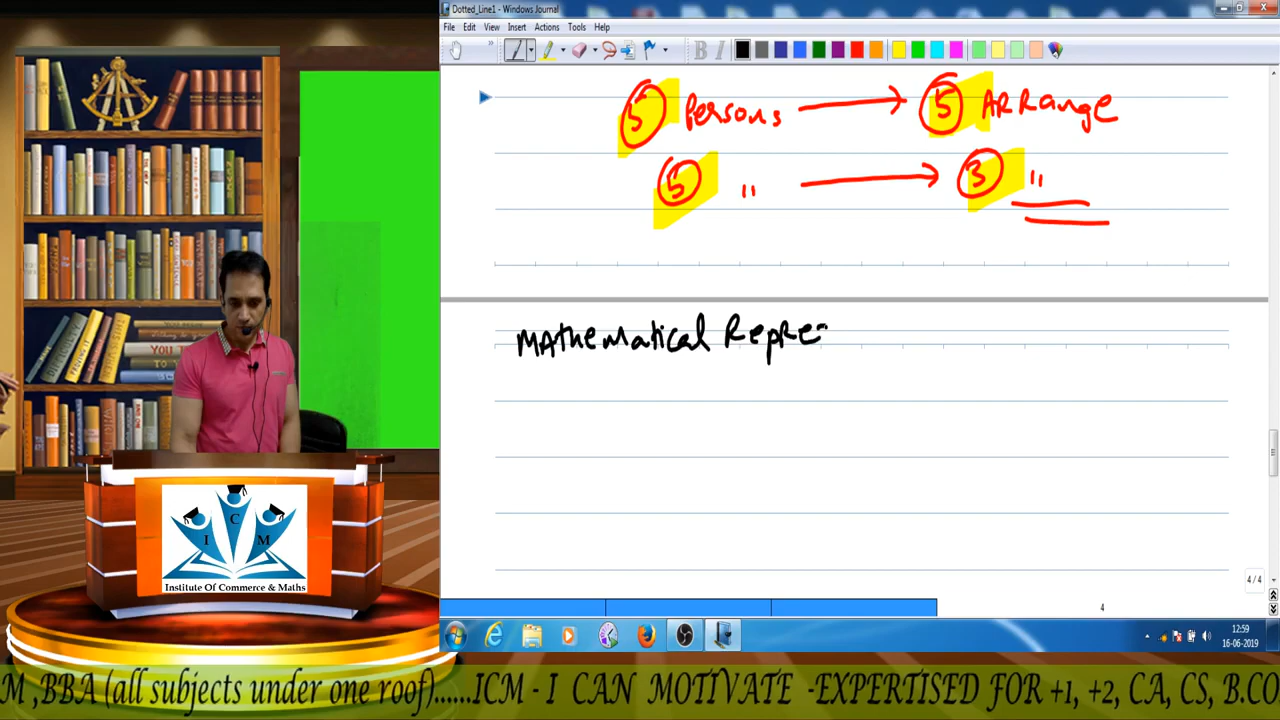 Dotted_Line1 - Windows Journal
File Edit View Insert Actions Tools Help
5 Persons → 5 ARRange
5 " → 3 "
MAthematical RepRe
4/4
4
C
I M
Institute Of Commerce & Maths
12:59
16-06-2019
M ,BBA (all subjects under one roof)......ICM - I CAN MOTIVATE -EXPERTISED FOR +1, +2, CA, CS, B.CO